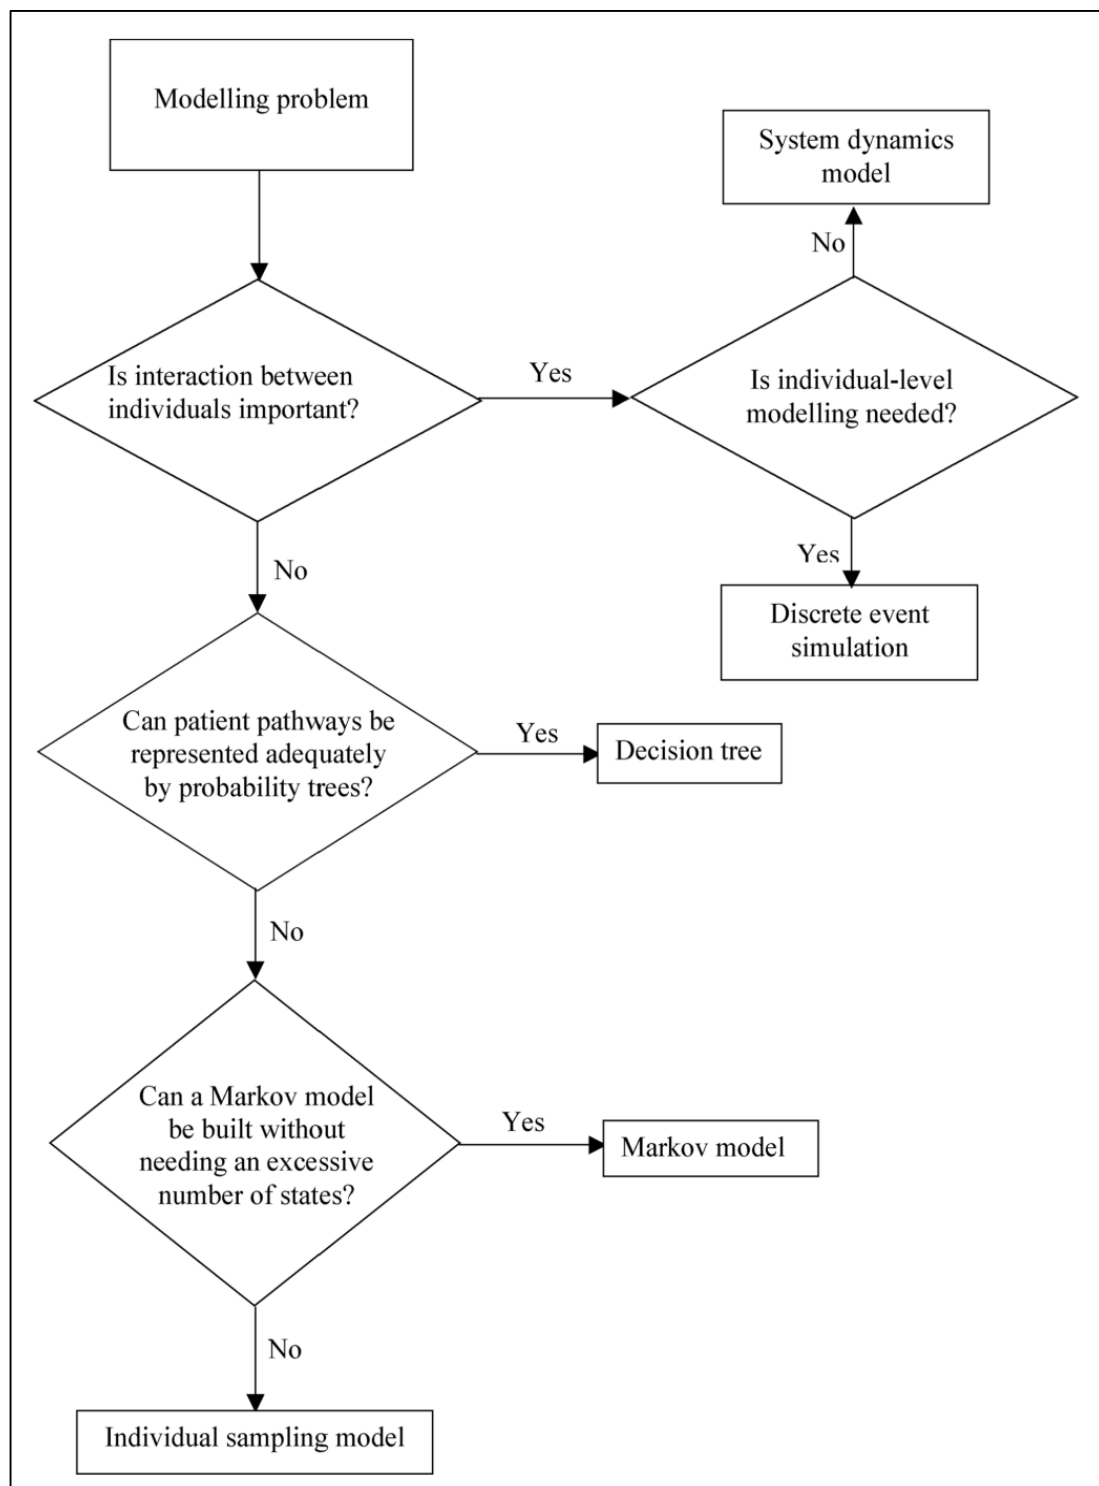 Modelling problem
System dynamics
model
No
Is interaction between
individuals important?
Yes
Is individual-level
modelling needed?
Yes
Discrete event
simulation
No
Can patient pathways be
represented adequately
by probability trees?
Yes
Decision tree
No
Can a Markov model
be built without
needing an excessive
number of states?
Yes
Markov model
No
Individual sampling model